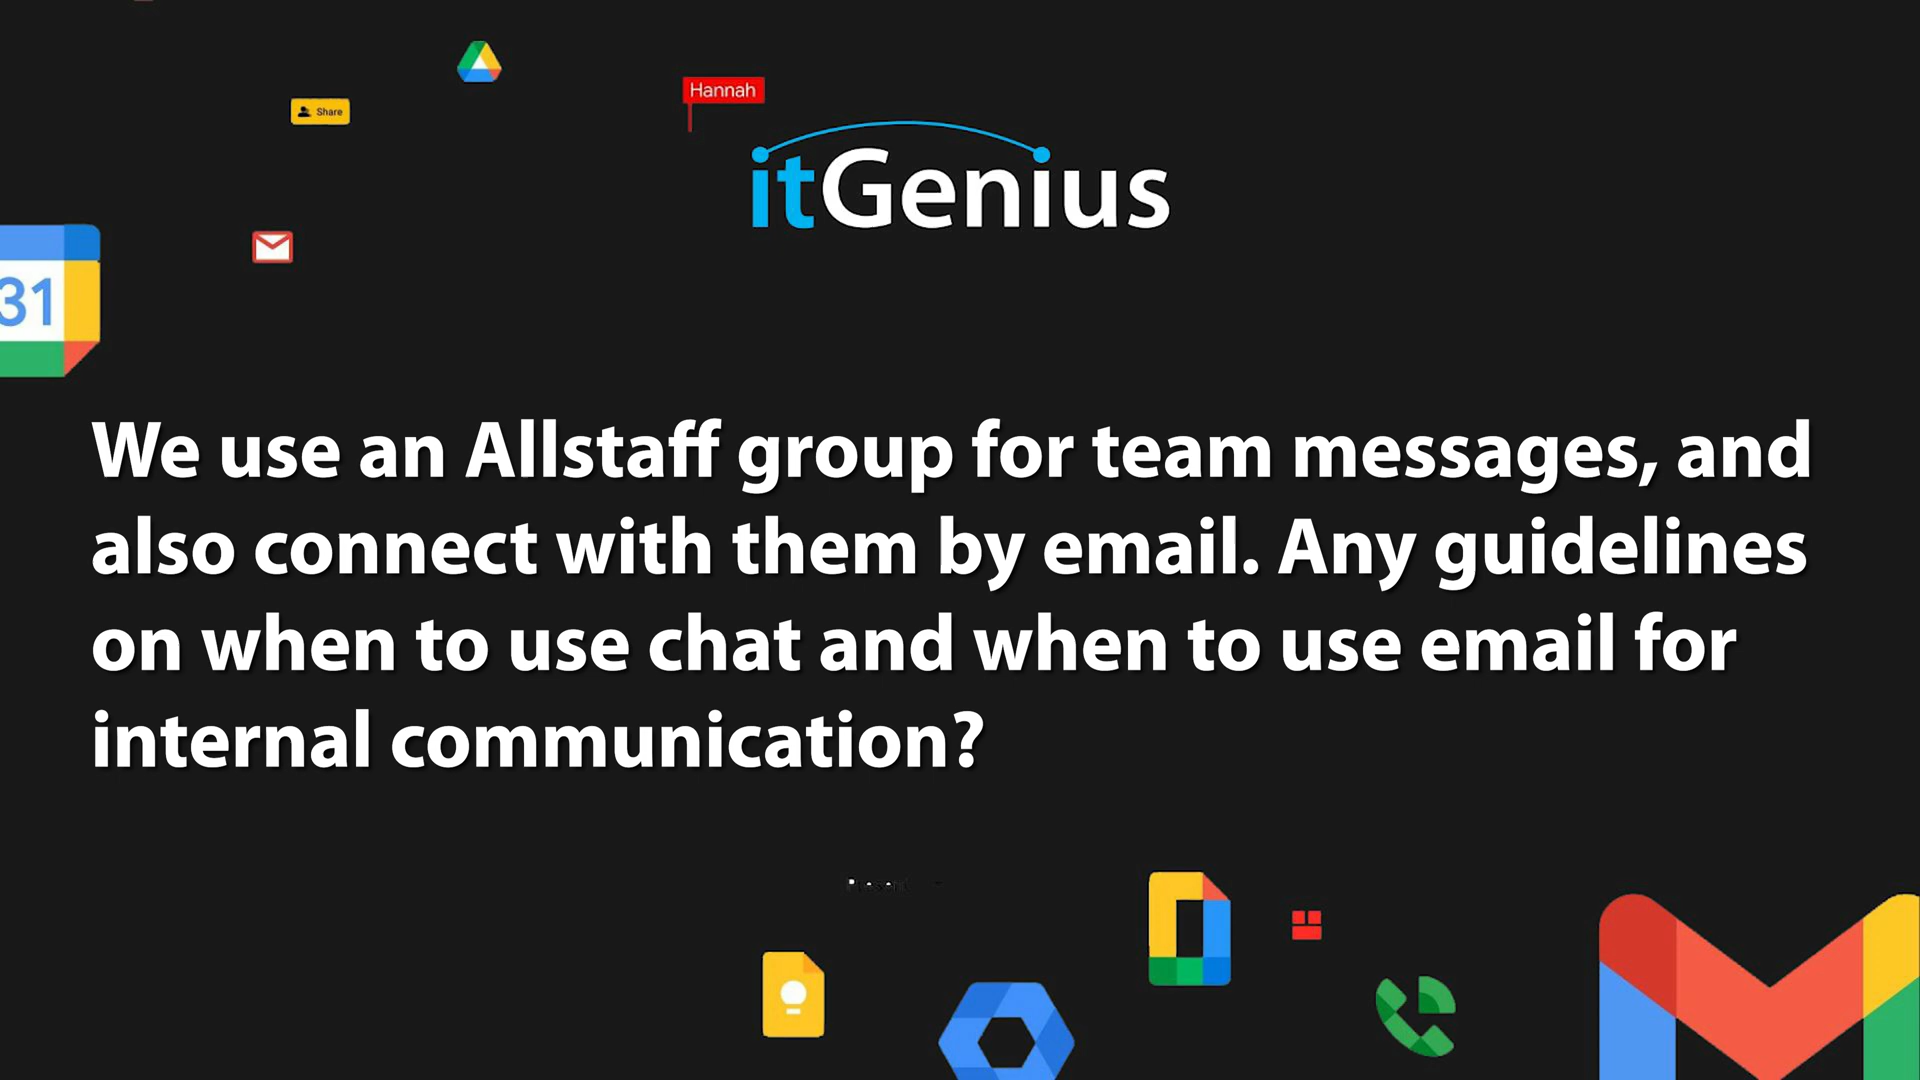 Hannah
Share
itGenius
31
We use an Allstaff group for team messages, and
also connect with them by email. Any guidelines
on when to use chat and when to use email for
internal communication?